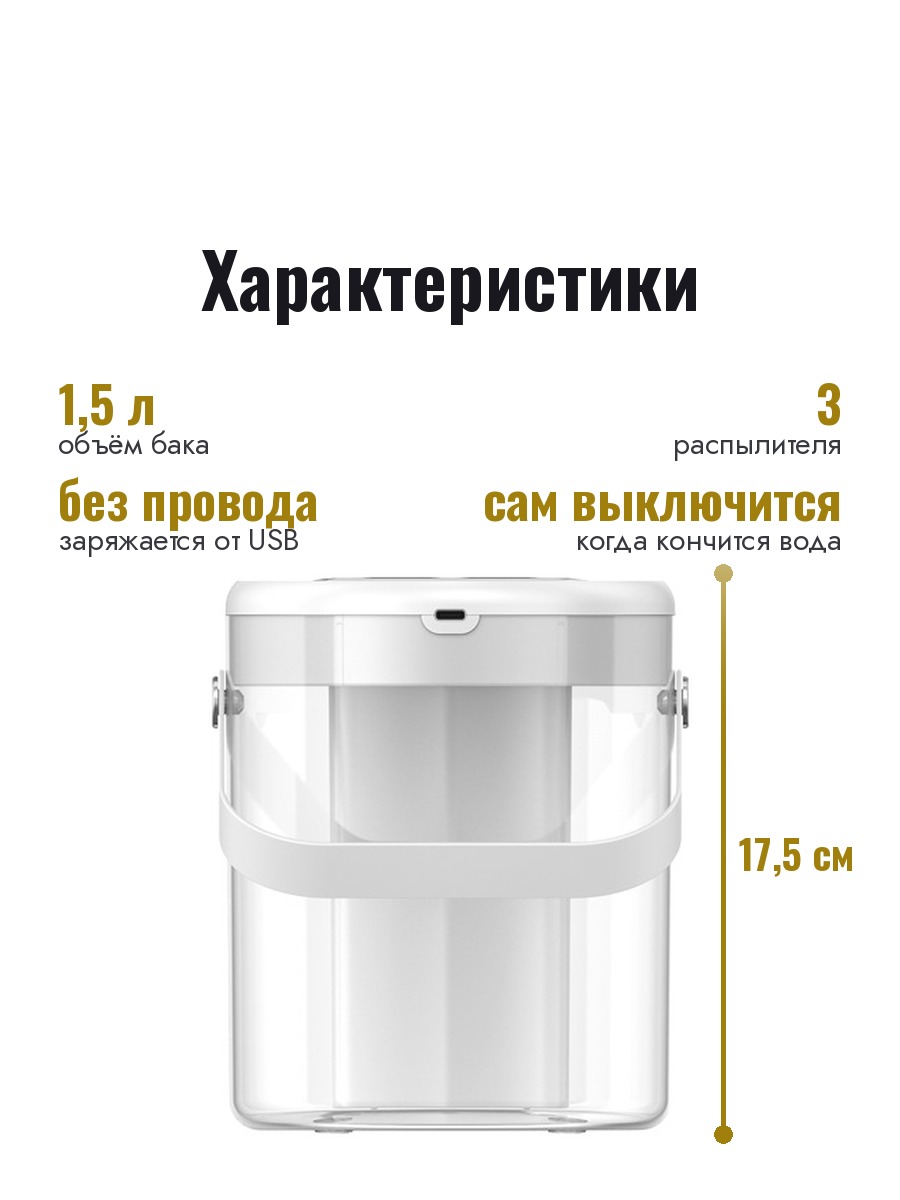 Характеристики
1,5 л
объём бака
3
распылителя
без провода
заряжается от USB
сам выключится
когда кончится вода
17,5 см